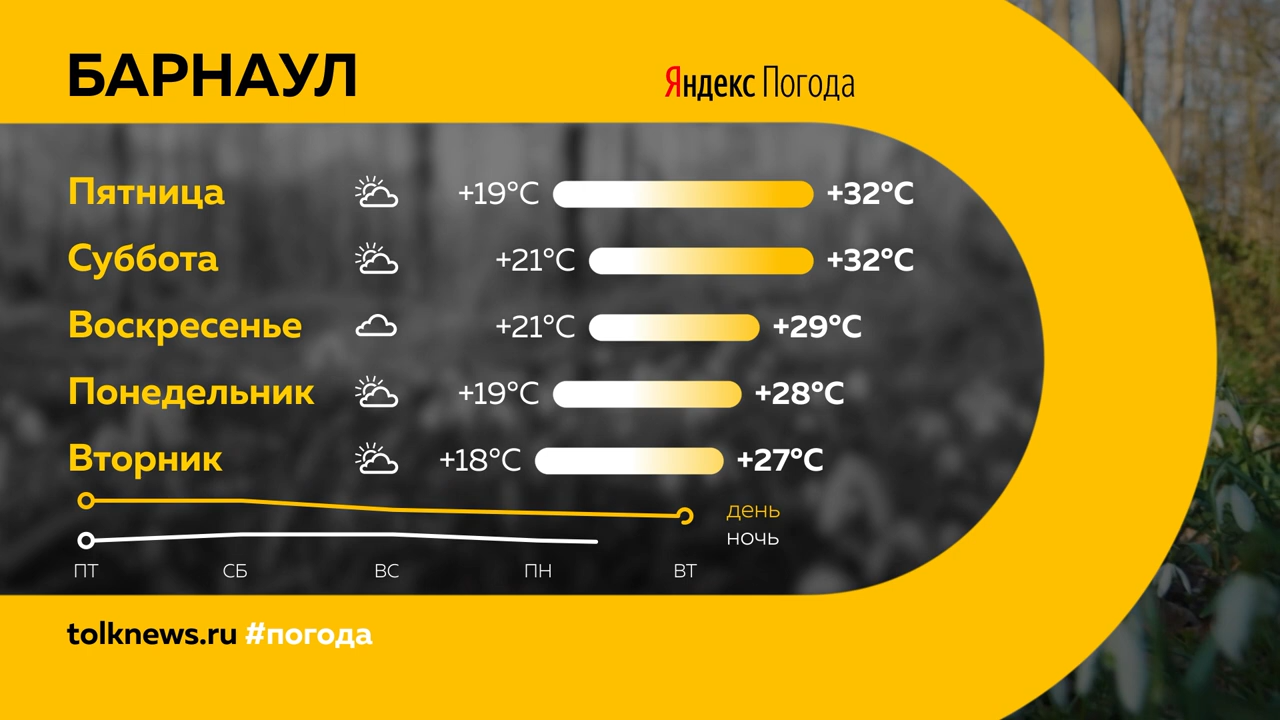 БАРНАУЛ
Яндекс Погода
Пятница +19°C +32°C
Суббота +21°C +32°C
Воскресенье +21°C +29°C
Понедельник +19°C +28°C
Вторник +18°C +27°C
день
ночь
ПТ СБ ВС ПН ВТ
tolknews.ru #погода